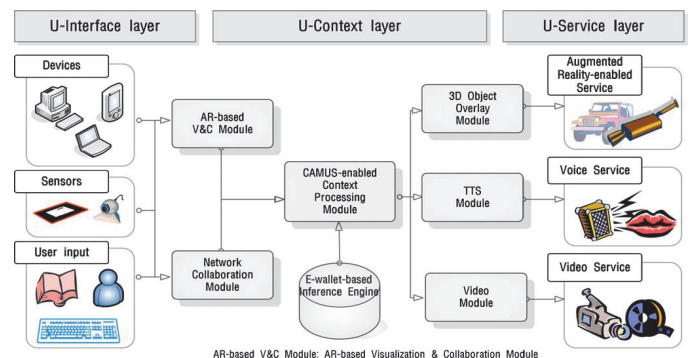 U-Interface layer
U-Context layer
U-Service layer
Devices
Sensors
User input
AR-based
V&C Module
Network
Collaboration
Module
CAMUS-enabled
Context
Processing
Module
E-wallet-based
Inference Engine
3D Object
Overlay
Module
TTS
Module
Video
Module
Augmented
Reality-enabled
Service
Voice Service
Video Service
AR-based V&C Module: AR-based Visualization & Collaboration Module